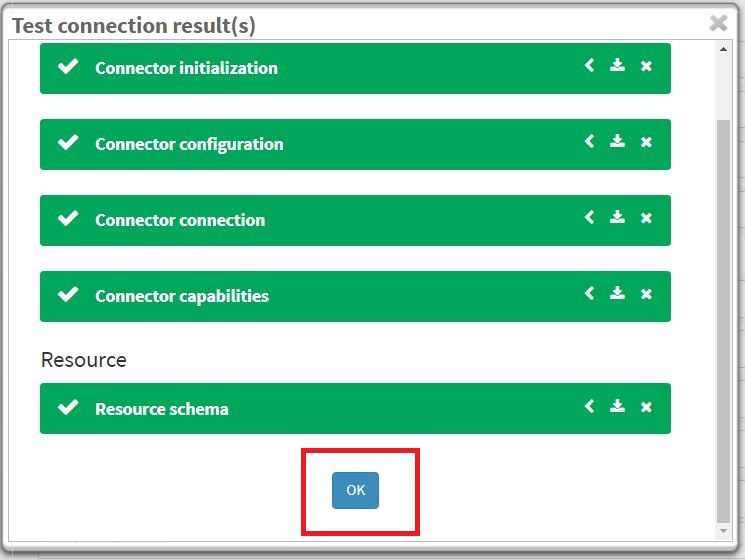 Test connection result(s)
Connector initialization
Connector configuration
Connector connection
Connector capabilities
Resource
Resource schema
OK